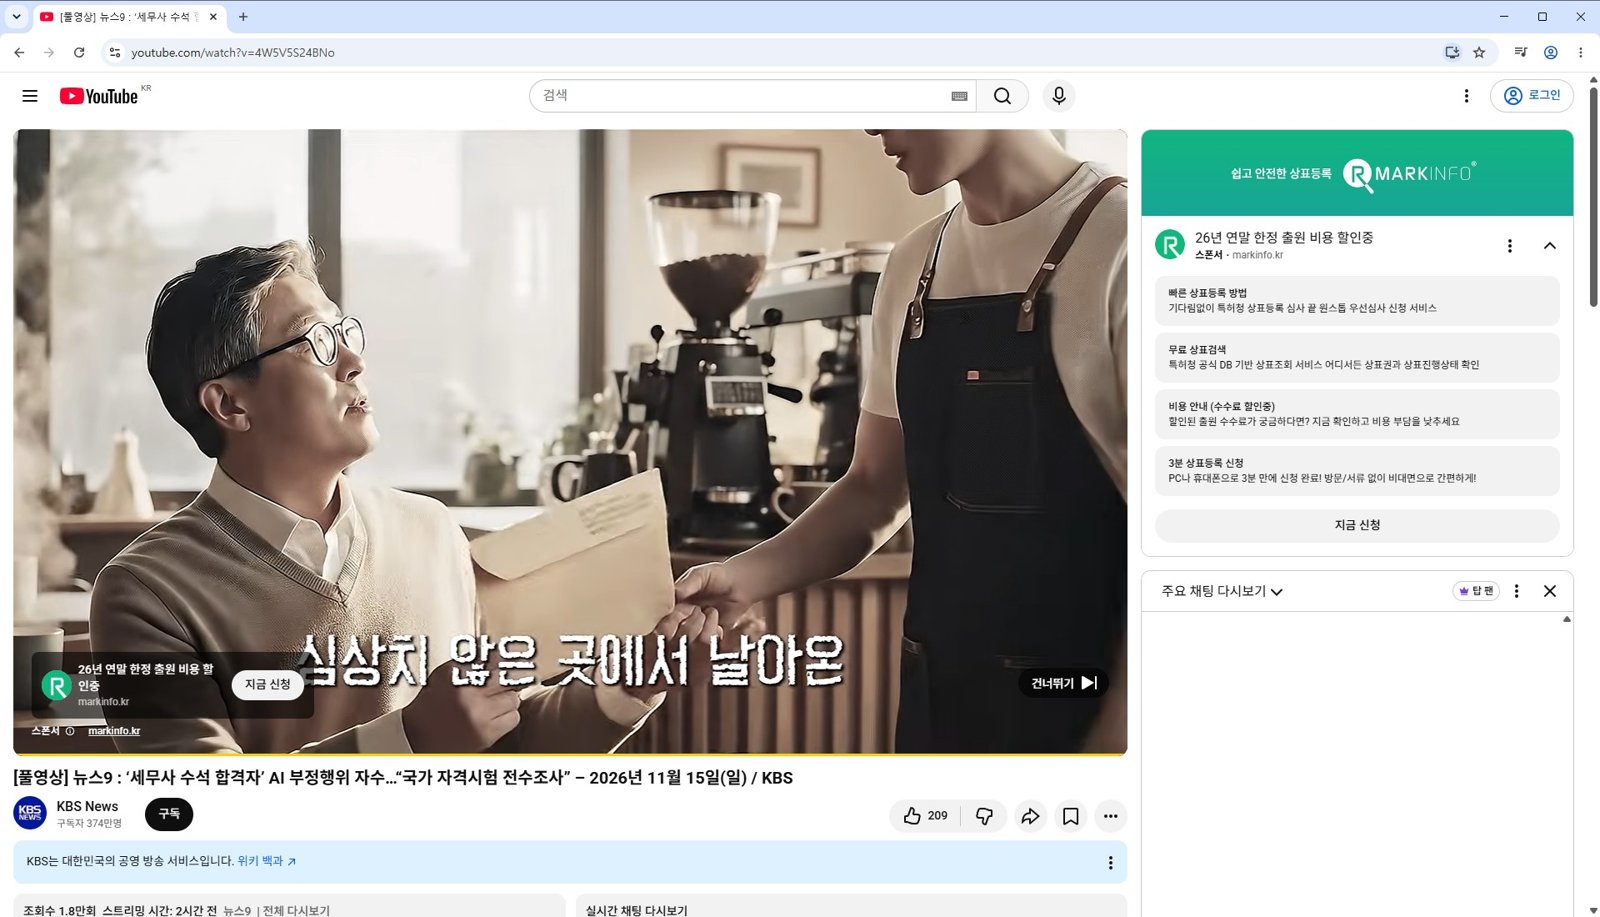 [풀영상] 뉴스9 : ‘세무사 수석 합
youtube.com/watch?v=4W5V5S24BNo
YouTube KR
검색
로그인
심상치 않은 곳에서 날아온
26년 연말 한정 출원 비용 할
인중
markinfo.kr
지금 신청
건너뛰기
스폰서 markinfo.kr
쉽고 안전한 상표등록 MARKINFO®
26년 연말 한정 출원 비용 할인중
스폰서 · markinfo.kr
빠른 상표등록 방법
기다림없이 특허청 상표등록 심사 끝 원스톱 우선심사 신청 서비스
무료 상표검색
특허청 공식 DB 기반 상표조회 서비스 어디서든 상표권과 상표진행상태 확인
비용 안내 (수수료 할인중)
할인된 출원 수수료가 궁금하다면? 지금 확인하고 비용 부담을 낮추세요
3분 상표등록 신청
PC나 휴대폰으로 3분 만에 신청 완료! 방문/서류 없이 비대면으로 간편하게!
지금 신청
주요 채팅 다시보기
탑 팬
[풀영상] 뉴스9 : ‘세무사 수석 합격자’ AI 부정행위 자수…“국가 자격시험 전수조사” – 2026년 11월 15일(일) / KBS
KBS NEWS
KBS News
구독자 374만명
구독
209
KBS는 대한민국의 공영 방송 서비스입니다. 위키 백과
조회수 1.8만회 스트리밍 시간: 2시간 전 뉴스9 | 전체 다시보기
실시간 채팅 다시보기